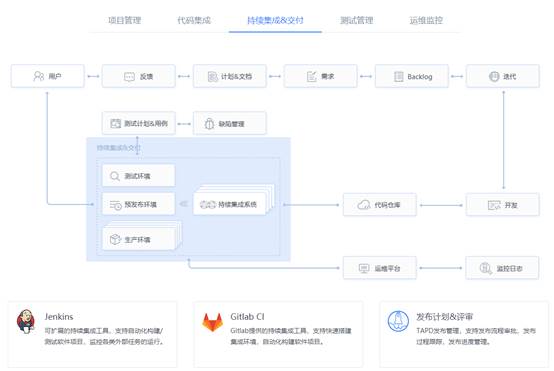 项目管理
代码集成
持续集成&交付
测试管理
运维监控
用户
反馈
计划&文档
需求
Backlog
迭代
测试计划&用例
缺陷管理
持续集成&交付
测试环境
预发布环境
持续集成系统
代码仓库
开发
生产环境
运维平台
监控日志
Jenkins
可扩展的持续集成工具、支持自动化构建/
测试软件项目、监控各类外部任务的运行。
Gitlab CI
Gitlab提供的持续集成工具、支持快速搭建
集成环境、自动化构建软件项目。
发布计划&评审
TAPD发布管理、支持发布流程审批、发布
过程跟踪、发布进度管理。